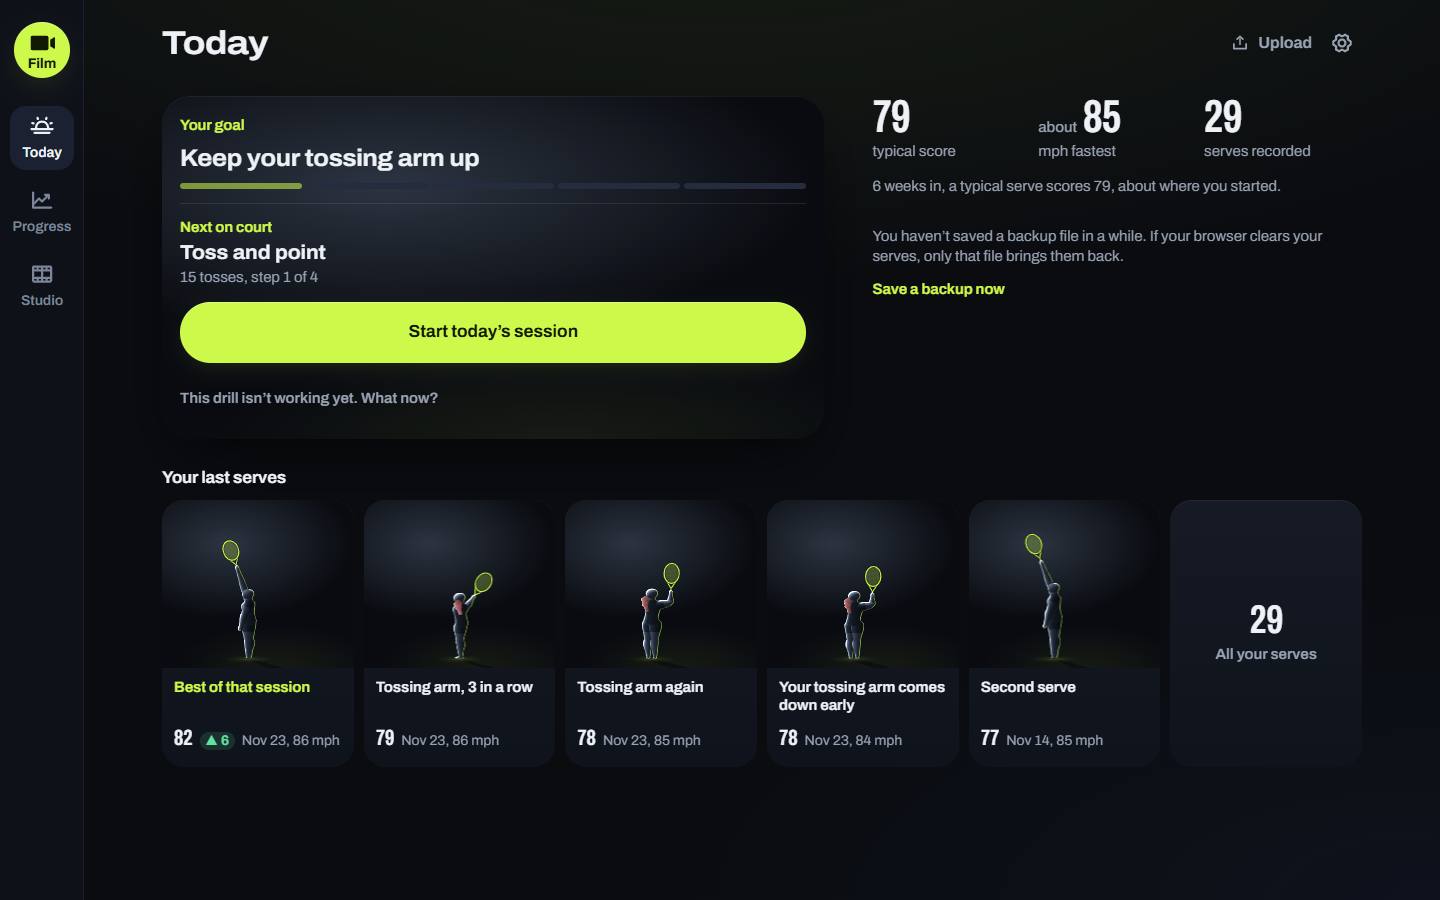 Film
Today
Progress
Studio
Today
Upload
Your goal
Keep your tossing arm up
Next on court
Toss and point
15 tosses, step 1 of 4
Start today’s session
This drill isn’t working yet. What now?
79
typical score
about 85
mph fastest
29
serves recorded
6 weeks in, a typical serve scores 79, about where you started.
You haven’t saved a backup file in a while. If your browser clears your
serves, only that file brings them back.
Save a backup now
Your last serves
Best of that session
82 ▲ 6 Nov 23, 86 mph
Tossing arm, 3 in a row
79 Nov 23, 86 mph
Tossing arm again
78 Nov 23, 85 mph
Your tossing arm comes
down early
78 Nov 23, 84 mph
Second serve
77 Nov 14, 85 mph
29
All your serves